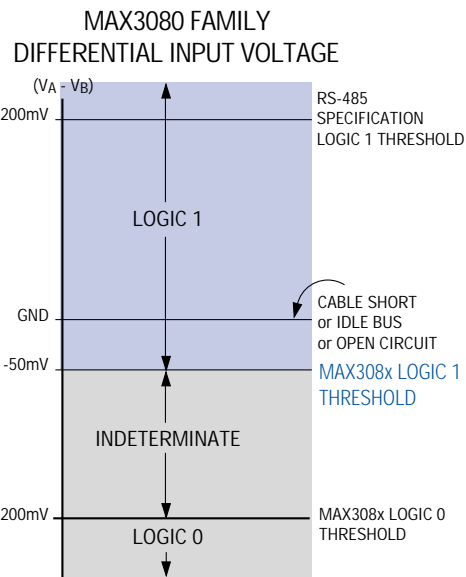 MAX3080 FAMILY
DIFFERENTIAL INPUT VOLTAGE
(VA - VB)
200mV
RS-485
SPECIFICATION
LOGIC 1 THRESHOLD
LOGIC 1
GND
CABLE SHORT
or IDLE BUS
or OPEN CIRCUIT
-50mV
MAX308x LOGIC 1
THRESHOLD
INDETERMINATE
200mV
MAX308x LOGIC 0
THRESHOLD
LOGIC 0